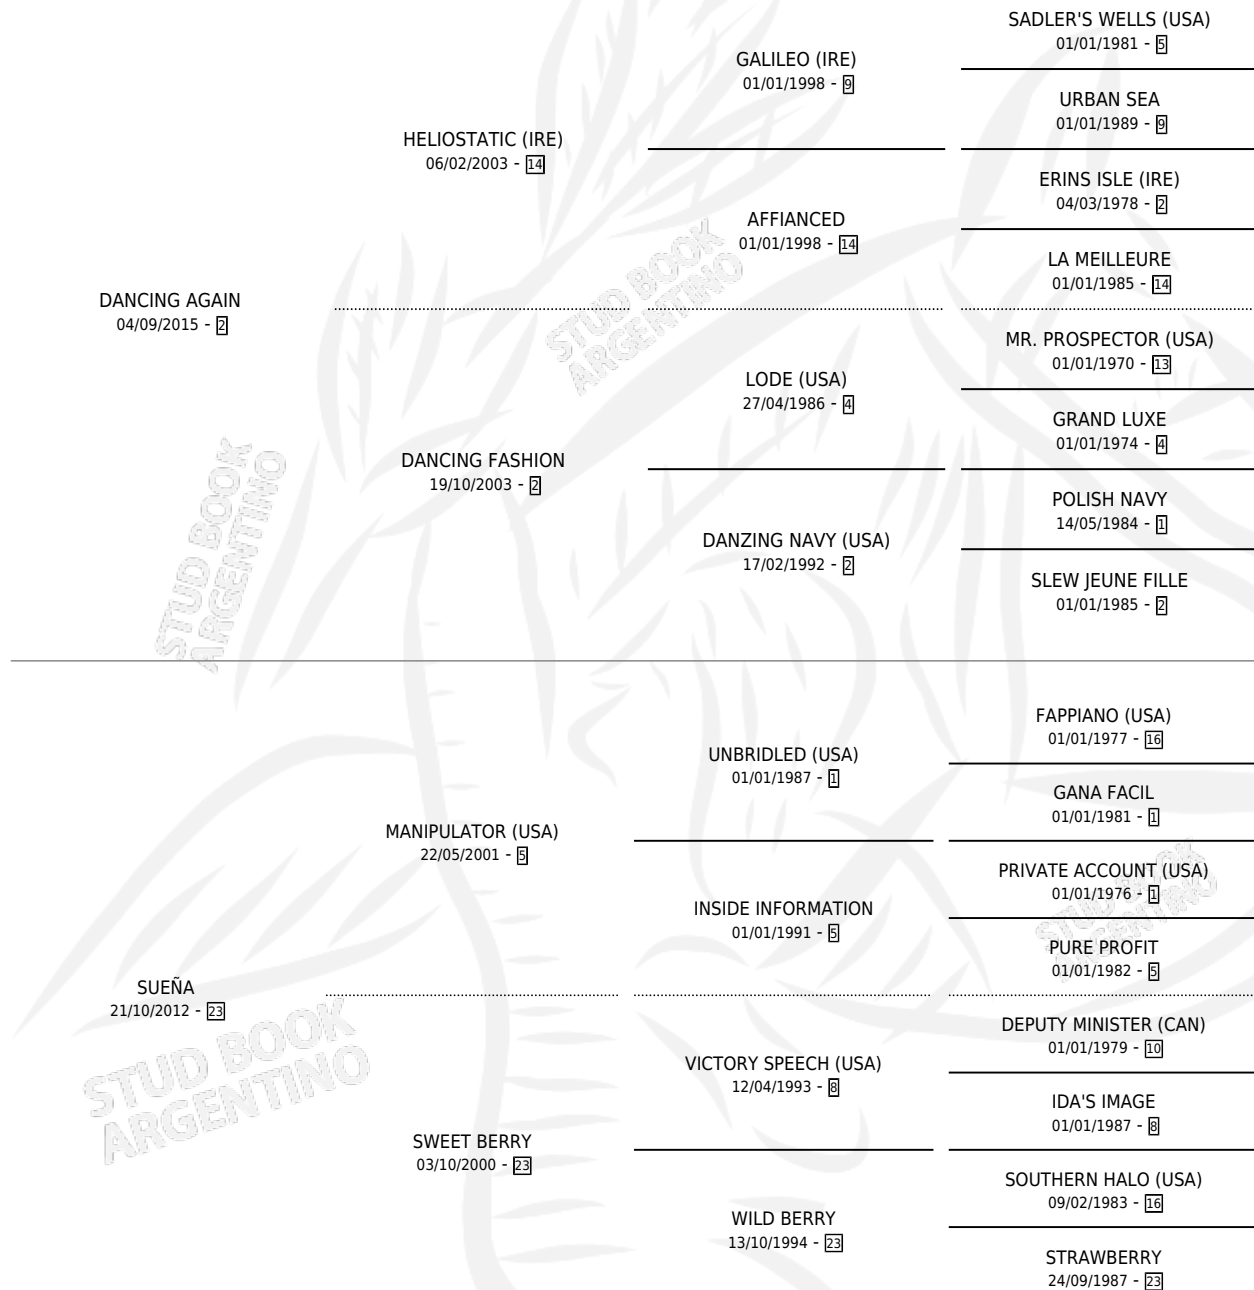 SADLER'S WELLS (USA)
01/01/1981 - 5
GALILEO (IRE)
01/01/1998 - 9
URBAN SEA
01/01/1989 - 9
HELIOSTATIC (IRE)
06/02/2003 - 14
ERINS ISLE (IRE)
04/03/1978 - 2
AFFIANCED
01/01/1998 - 14
LA MEILLEURE
01/01/1985 - 14
DANCING AGAIN
04/09/2015 - 2
STUD BOOK
ARGENTINO
MR. PROSPECTOR (USA)
01/01/1970 - 13
LODE (USA)
27/04/1986 - 4
GRAND LUXE
01/01/1974 - 4
DANCING FASHION
19/10/2003 - 2
POLISH NAVY
14/05/1984 - 1
DANZING NAVY (USA)
17/02/1992 - 2
SLEW JEUNE FILLE
01/01/1985 - 2
STUD BOOK
ARGENTINO
FAPPIANO (USA)
01/01/1977 - 16
UNBRIDLED (USA)
01/01/1987 - 1
GANA FACIL
01/01/1981 - 1
MANIPULATOR (USA)
22/05/2001 - 5
PRIVATE ACCOUNT (USA)
01/01/1976 - 1
INSIDE INFORMATION
01/01/1991 - 5
STUD BOOK
ARGENTINO
PURE PROFIT
01/01/1982 - 5
SUEÑA
21/10/2012 - 23
DEPUTY MINISTER (CAN)
01/01/1979 - 10
VICTORY SPEECH (USA)
12/04/1993 - 8
IDA'S IMAGE
01/01/1987 - 8
STUD BOOK
ARGENTINO
SWEET BERRY
03/10/2000 - 23
SOUTHERN HALO (USA)
09/02/1983 - 16
WILD BERRY
13/10/1994 - 23
STRAWBERRY
24/09/1987 - 23